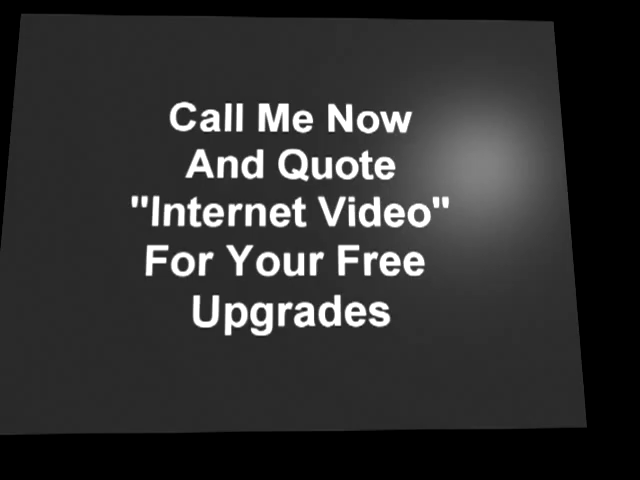 Call Me Now
And Quote
"Internet Video"
For Your Free
Upgrades